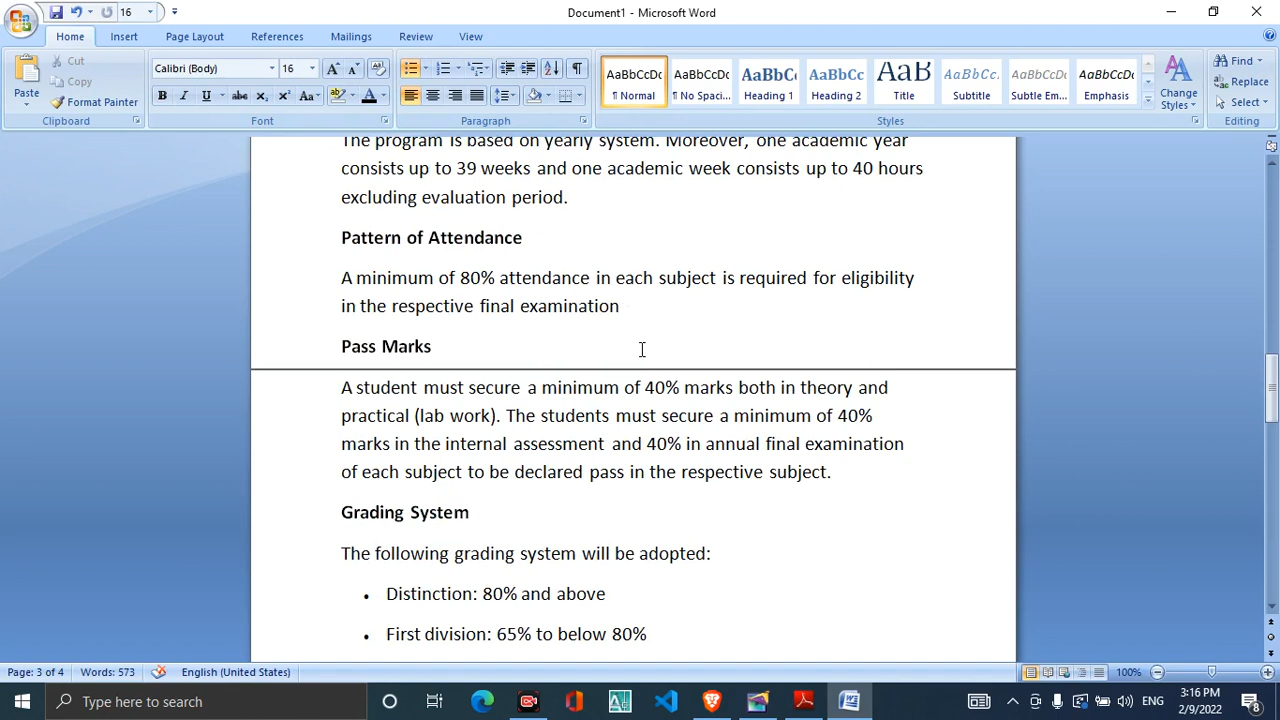 Document1 - Microsoft Word
16
Home Insert Page Layout References Mailings Review View
Paste
Cut
Copy
Format Painter
Clipboard
Calibri (Body) 16
B I U abc x₂ x² Aa
Font
Paragraph
AaBbCcDc AaBbCcDc AaBbCc AaBbCc AaB AaBbCc. AaBbCcDc AaBbCcDc
¶ Normal ¶ No Spaci... Heading 1 Heading 2 Title Subtitle Subtle Em... Emphasis
Change
Styles
Styles
Find
Replace
Select
Editing
The program is based on yearly system. Moreover, one academic year
consists up to 39 weeks and one academic week consists up to 40 hours
excluding evaluation period.
Pattern of Attendance
A minimum of 80% attendance in each subject is required for eligibility
in the respective final examination
Pass Marks
A student must secure a minimum of 40% marks both in theory and
practical (lab work). The students must secure a minimum of 40%
marks in the internal assessment and 40% in annual final examination
of each subject to be declared pass in the respective subject.
Grading System
The following grading system will be adopted:
• Distinction: 80% and above
• First division: 65% to below 80%
Page: 3 of 4 Words: 573 English (United States) 100%
Type here to search
ENG
3:16 PM
2/9/2022
8